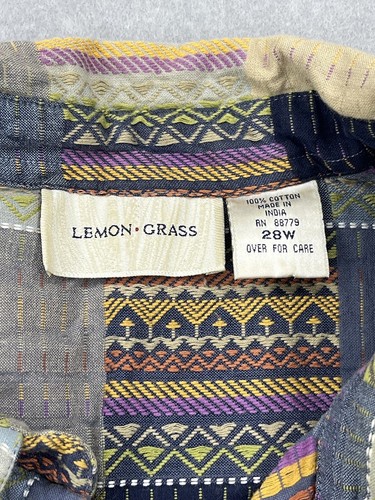 LEMON · GRASS
100% COTTON
MADE IN
INDIA
RN 88779
28W
OVER FOR CARE